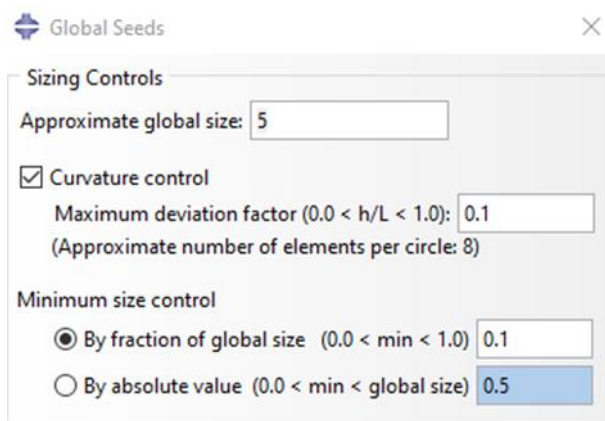 Global Seeds
Sizing Controls
Approximate global size: 5
Curvature control
Maximum deviation factor (0.0 < h/L < 1.0): 0.1
(Approximate number of elements per circle: 8)
Minimum size control
By fraction of global size (0.0 < min < 1.0) 0.1
By absolute value (0.0 < min < global size) 0.5